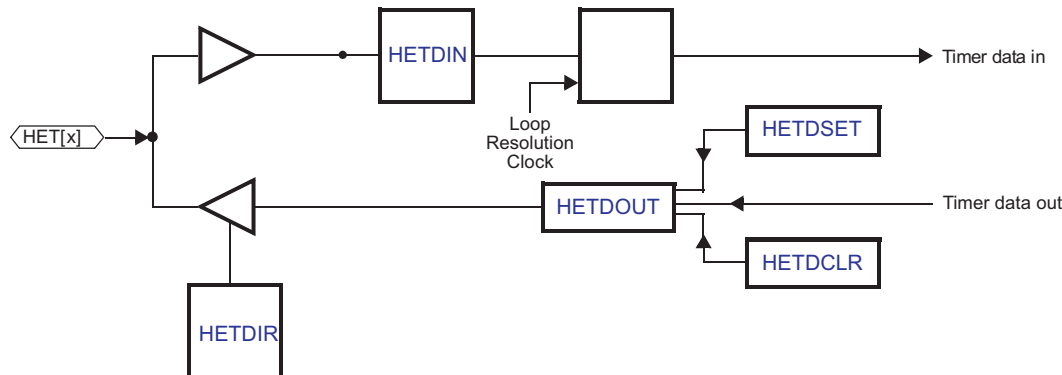 HETDIN
Timer data in
HET[x]
Loop
Resolution
Clock
HETDSET
HETDOUT
Timer data out
HETDCLR
HETDIR